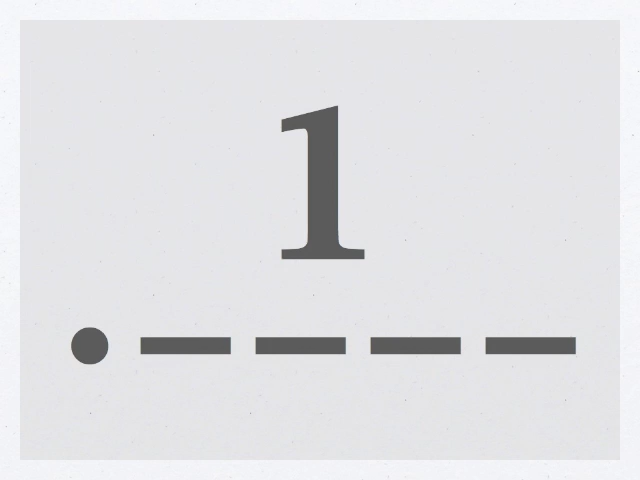 1
• — — — —